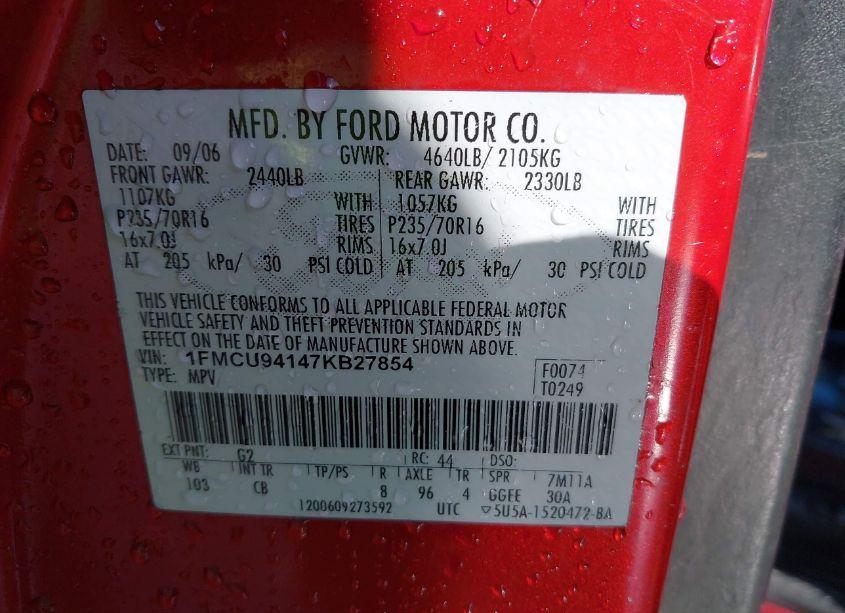 MFD. BY FORD MOTOR CO.
DATE: 09/06 GVWR: 4640LB/ 2105KG
FRONT GAWR: 2440LB REAR GAWR: 2330LB
1107KG WITH 1057KG WITH
P235/70R16 TIRES P235/70R16 TIRES
16x7.0J RIMS 16x7.0J RIMS
AT 205 kPa/ 30 PSI COLD AT 205 kPa/ 30 PSI COLD
THIS VEHICLE CONFORMS TO ALL APPLICABLE FEDERAL MOTOR
VEHICLE SAFETY AND THEFT PREVENTION STANDARDS IN
EFFECT ON THE DATE OF MANUFACTURE SHOWN ABOVE.
VIN: 1FMCU94147KB27854
TYPE: MPV
F0074
T0249
EXT PNT: G2 RC: 44 DSO:
WB INT TR TP/PS R AXLE TR SPR 7M11A
103 CB 8 96 4 GGFE 30A
1200609273592 UTC ▽5U5A-1520472-BA